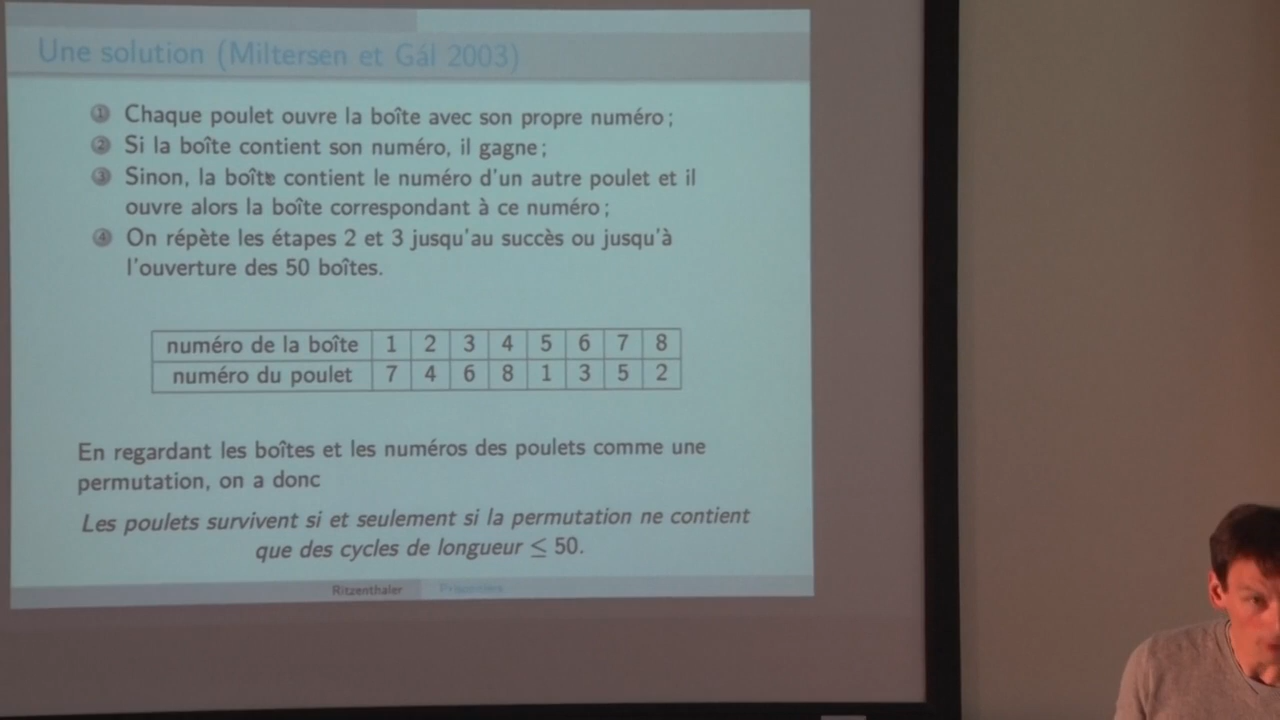 Une solution (Miltersen et Gál 2003)
1 Chaque poulet ouvre la boîte avec son propre numéro ;
2 Si la boîte contient son numéro, il gagne ;
3 Sinon, la boîte contient le numéro d'un autre poulet et il
ouvre alors la boîte correspondant à ce numéro ;
4 On répète les étapes 2 et 3 jusqu'au succès ou jusqu'à
l'ouverture des 50 boîtes.
numéro de la boîte 1 2 3 4 5 6 7 8
numéro du poulet 7 4 6 8 1 3 5 2
En regardant les boîtes et les numéros des poulets comme une
permutation, on a donc
Les poulets survivent si et seulement si la permutation ne contient
que des cycles de longueur ≤ 50.
Ritzenthaler